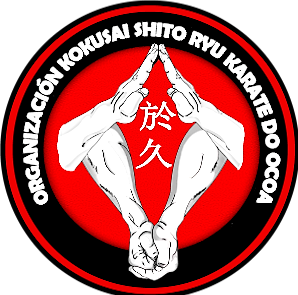 ORGANIZACIÓN KOKUSAI SHITO RYU KARATE DO OCOA
於
久